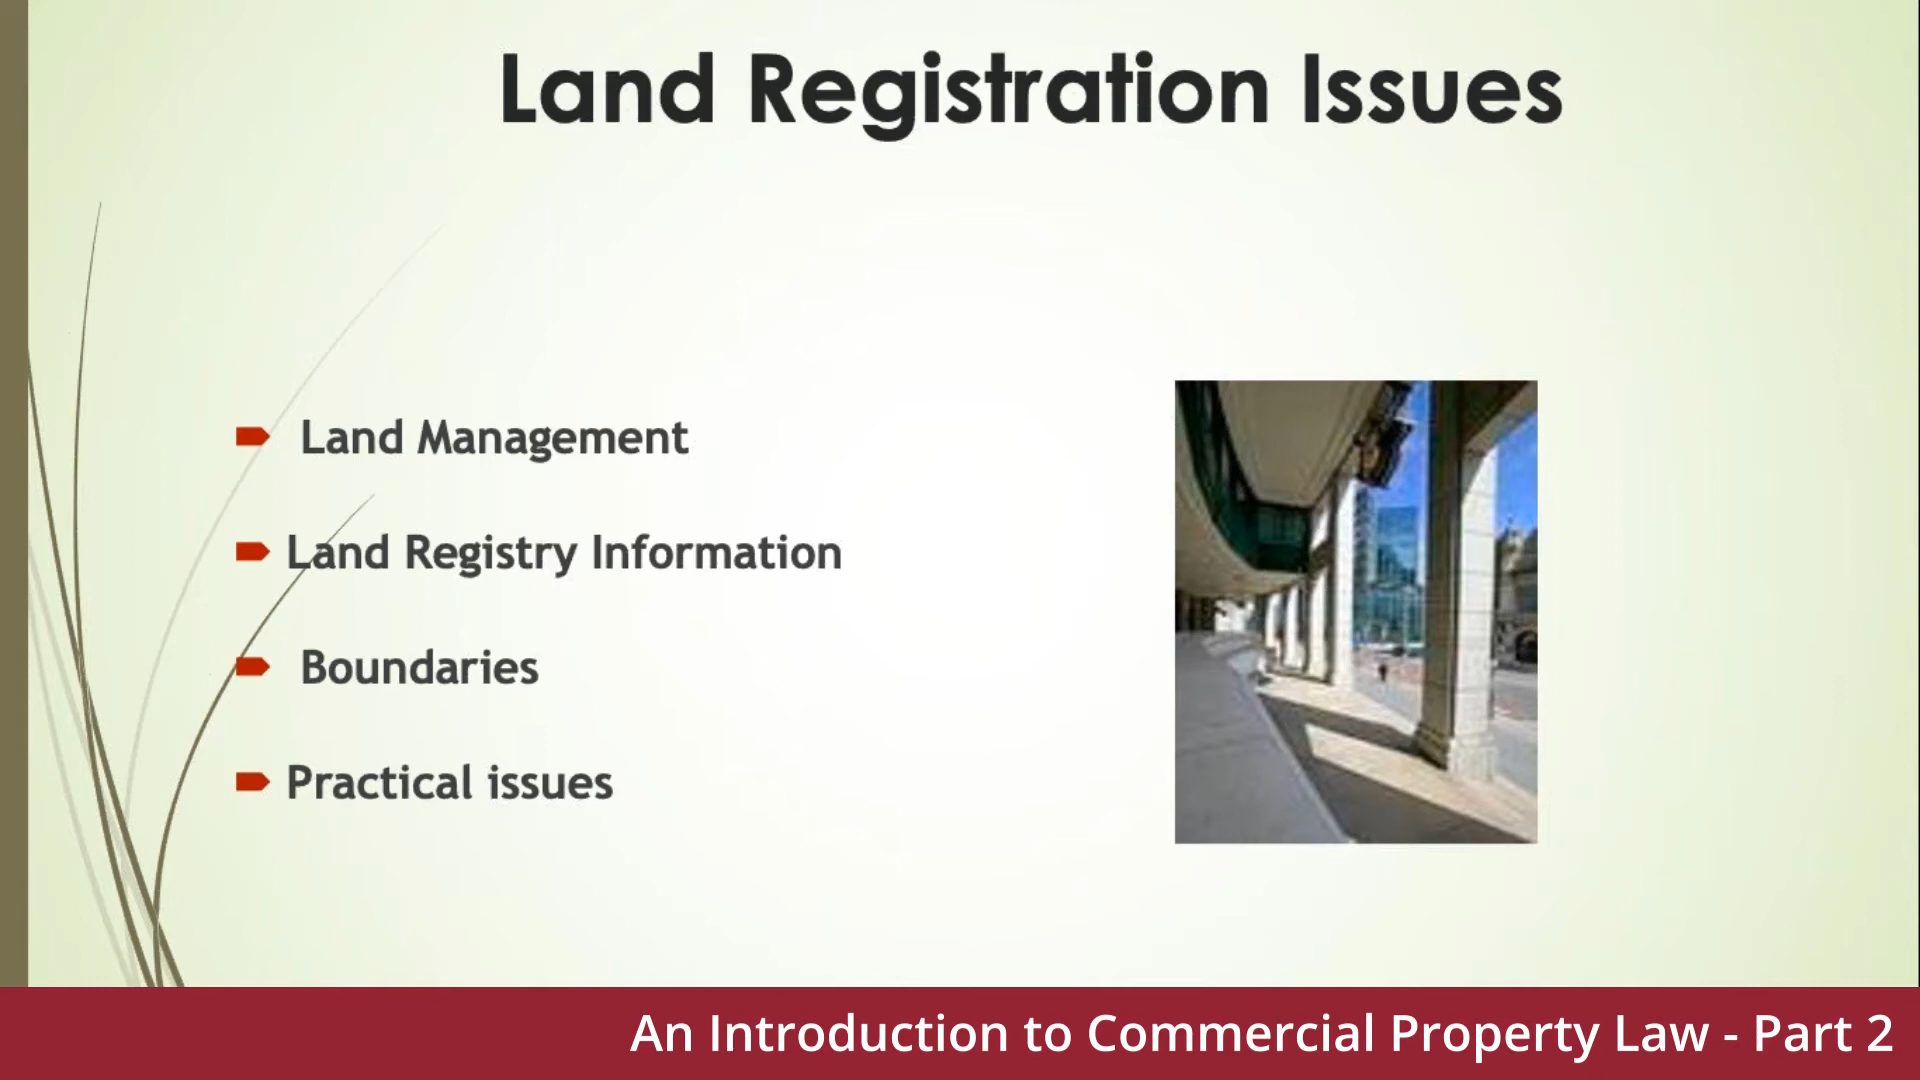 Land Registration Issues
Land Management
Land Registry Information
Boundaries
Practical issues
An Introduction to Commercial Property Law - Part 2